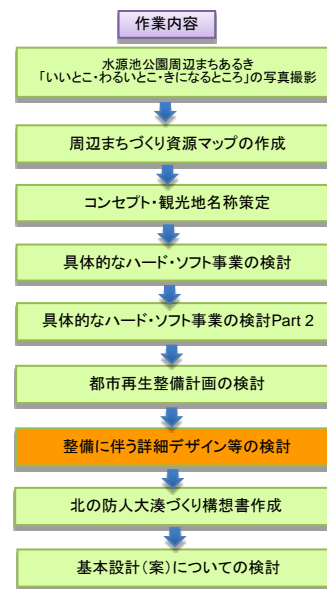 作業内容
水源池公園周辺まちあるき
「いいとこ・わるいとこ・きになるところ」の写真撮影
周辺まちづくり資源マップの作成
コンセプト・観光地名称策定
具体的なハード・ソフト事業の検討
具体的なハード・ソフト事業の検討Part 2
都市再生整備計画の検討
整備に伴う詳細デザイン等の検討
北の防人大湊づくり構想書作成
基本設計(案)についての検討